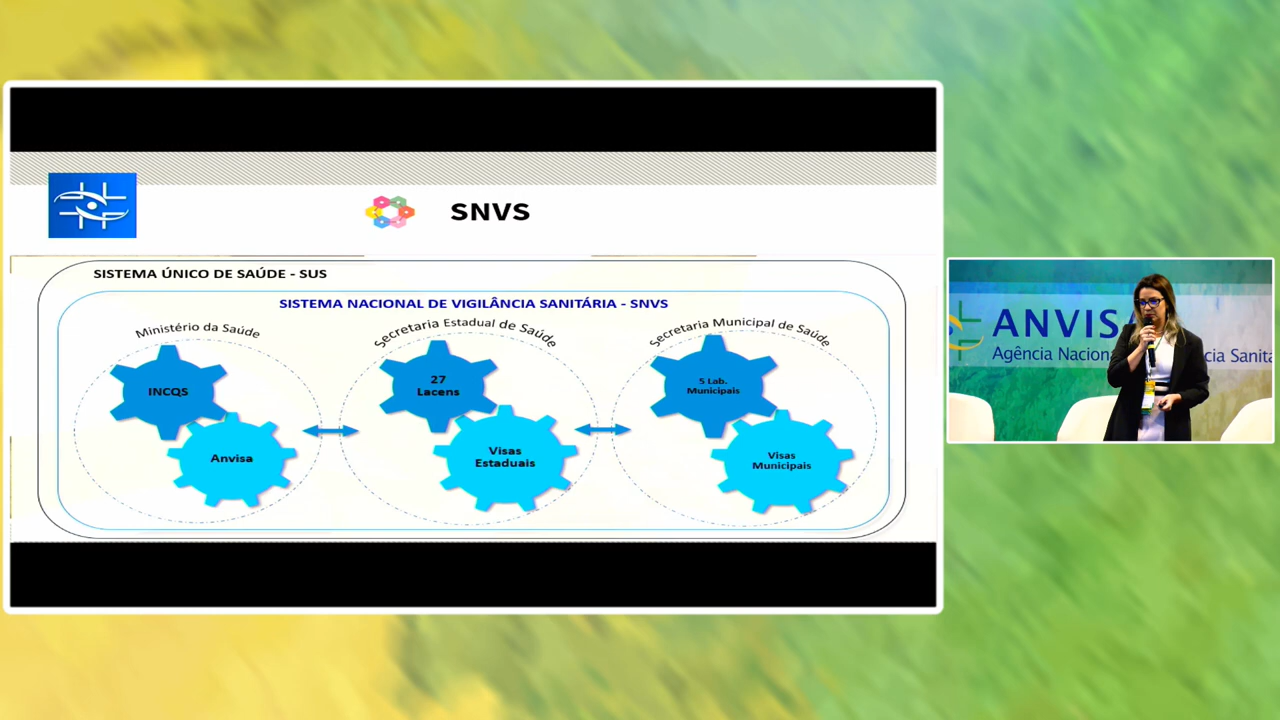 SNVS
SISTEMA ÚNICO DE SAÚDE - SUS
SISTEMA NACIONAL DE VIGILÂNCIA SANITÁRIA - SNVS
Ministério da Saúde
Secretaria Estadual de Saúde
Secretaria Municipal de Saúde
INCQS
27
Lacens
5 Lab.
Municipais
Anvisa
Visas
Estaduais
Visas
Municipais
ANVISA
Agência Nacional
cia Sanita